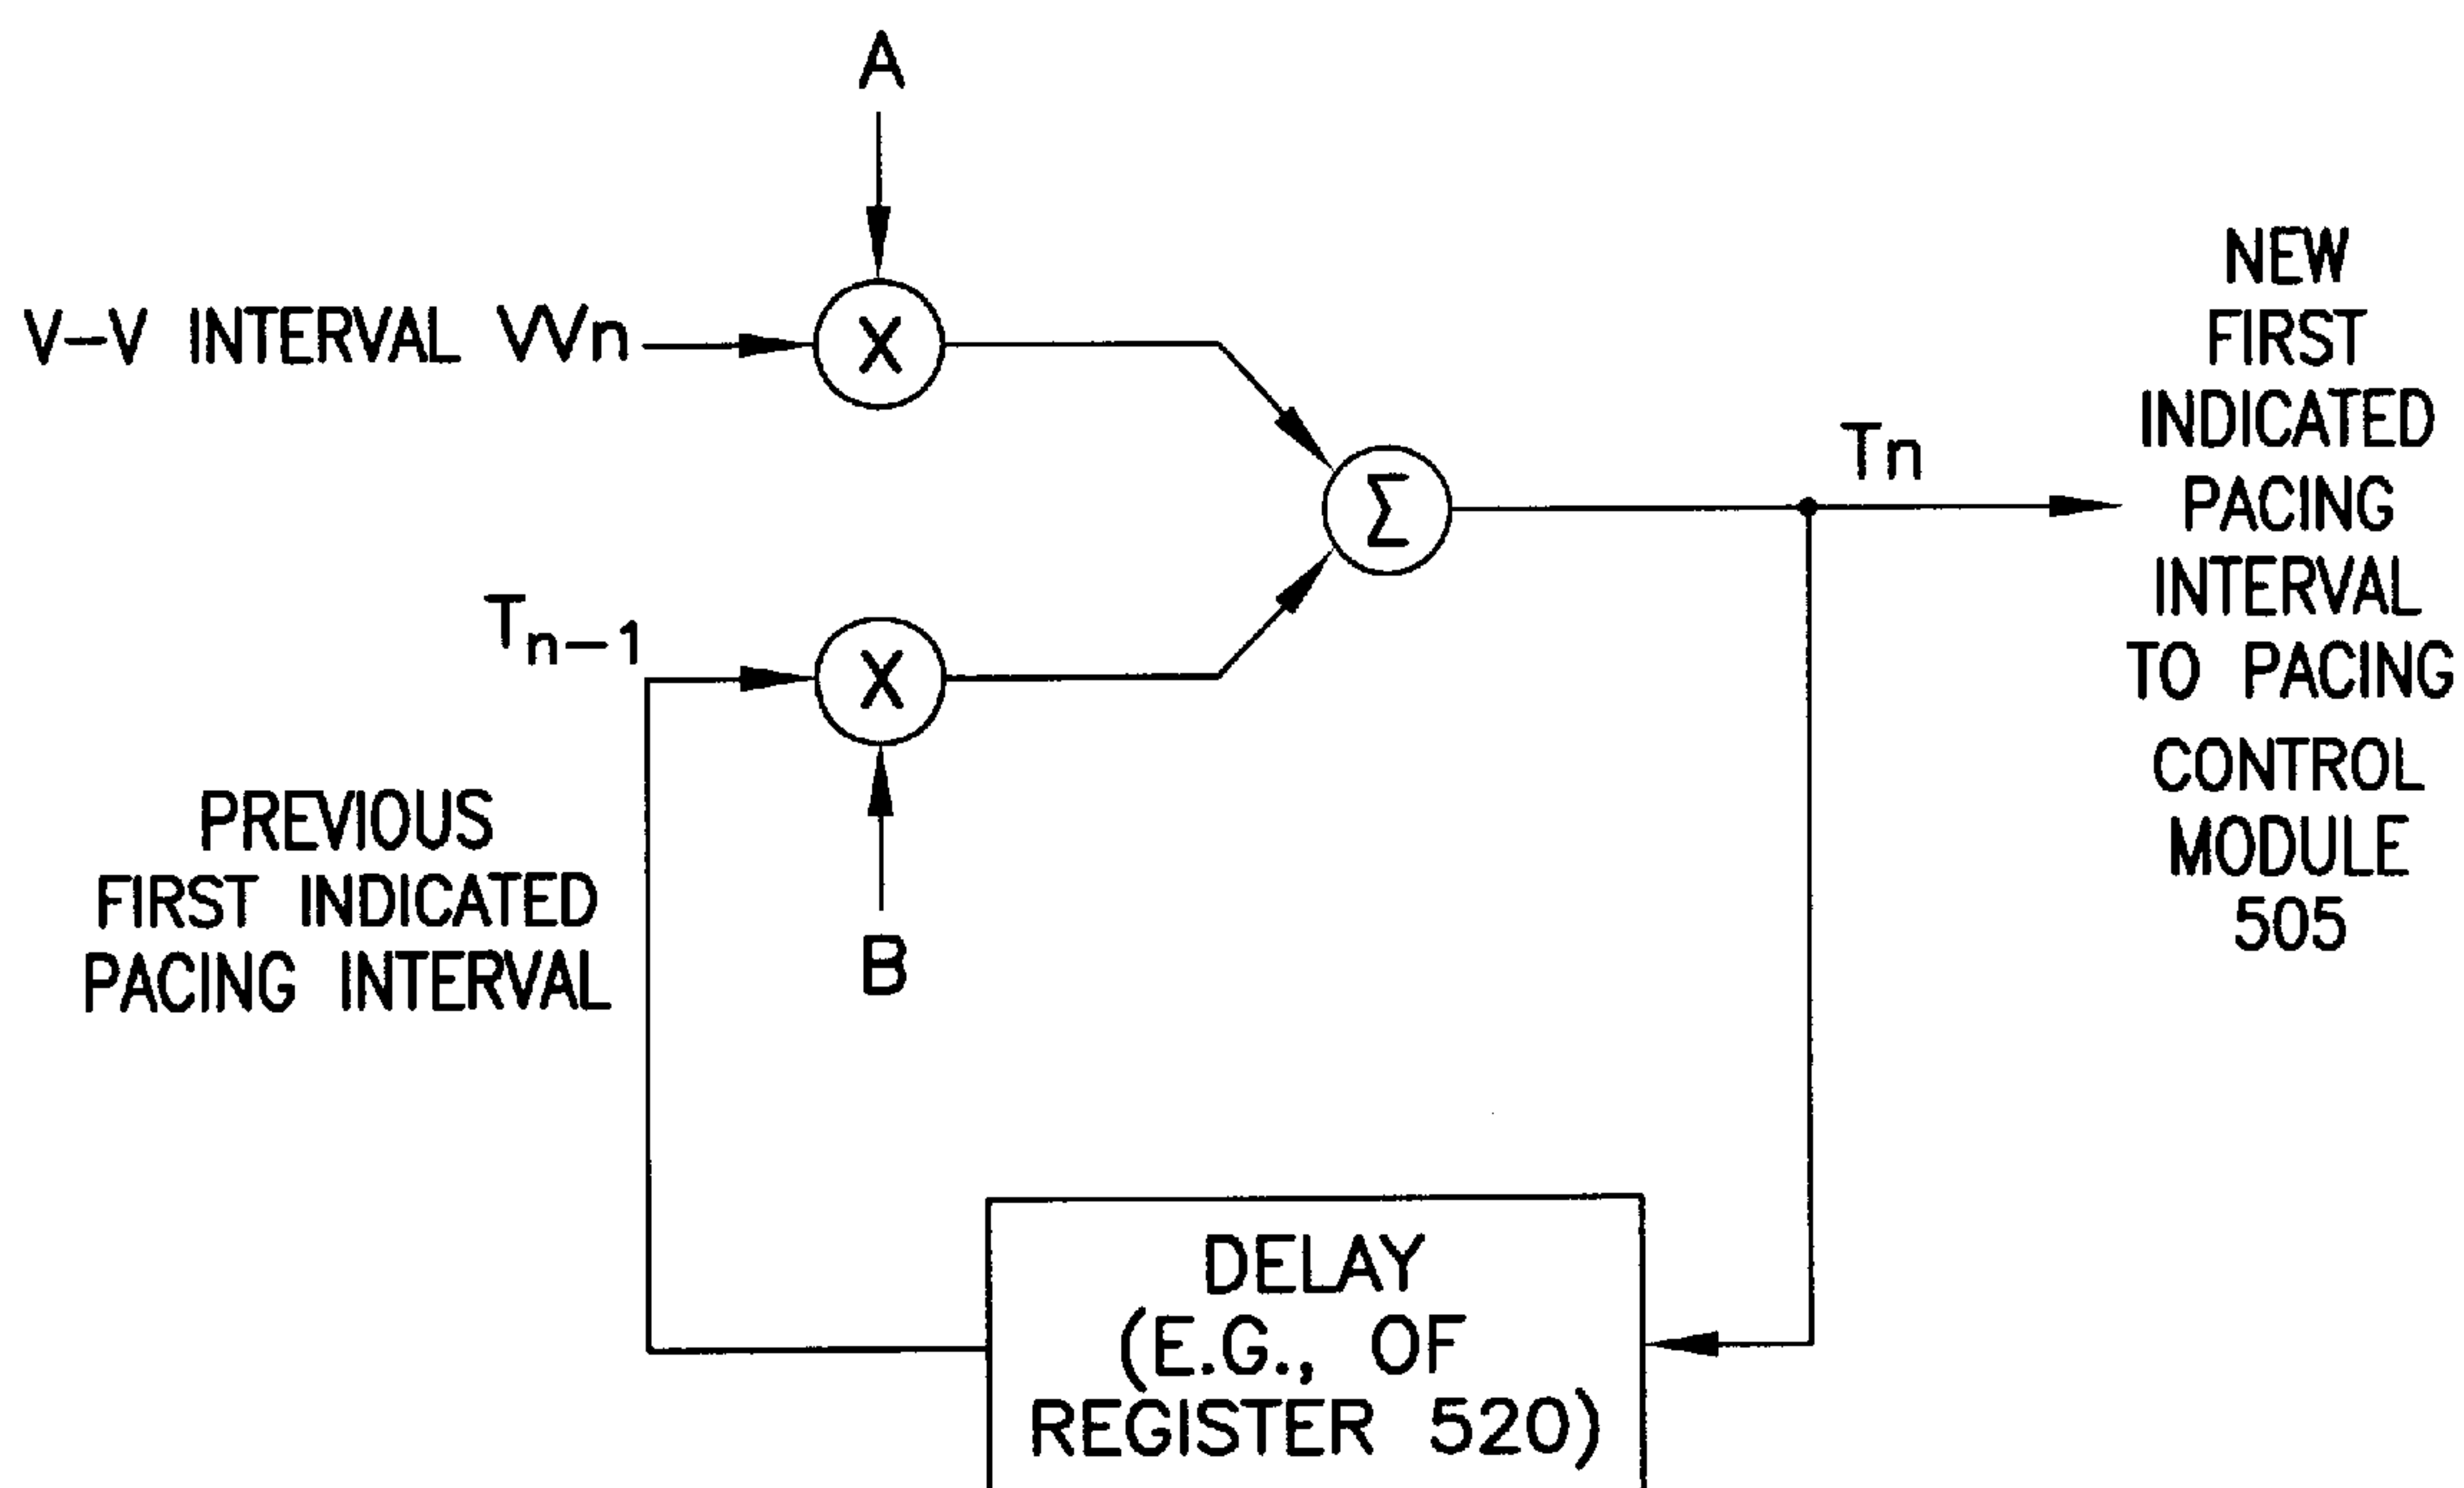 A
V–V INTERVAL VVn
X
Σ
Tn
NEW
FIRST
INDICATED
PACING
INTERVAL
TO PACING
CONTROL
MODULE
505
Tn–1
X
B
PREVIOUS
FIRST INDICATED
PACING INTERVAL
DELAY
(E.G., OF
REGISTER 520)